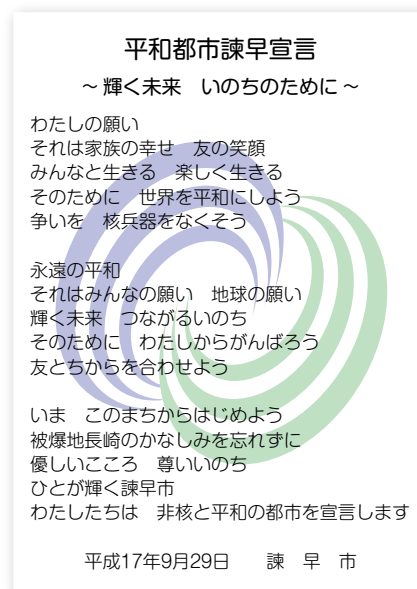 平和都市諫早宣言
～輝く未来　いのちのために～
わたしの願い
それは家族の幸せ　友の笑顔
みんなと生きる　楽しく生きる
そのために　世界を平和にしよう
争いを　核兵器をなくそう
永遠の平和
それはみんなの願い　地球の願い
輝く未来　つながるいのち
そのために　わたしからがんばろう
友とちからを合わせよう
いま　このまちからはじめよう
被爆地長崎のかなしみを忘れずに
優しいこころ　尊いいのち
ひとが輝く諫早市
わたしたちは　非核と平和の都市を宣言します
平成17年9月29日　　諫　早　市